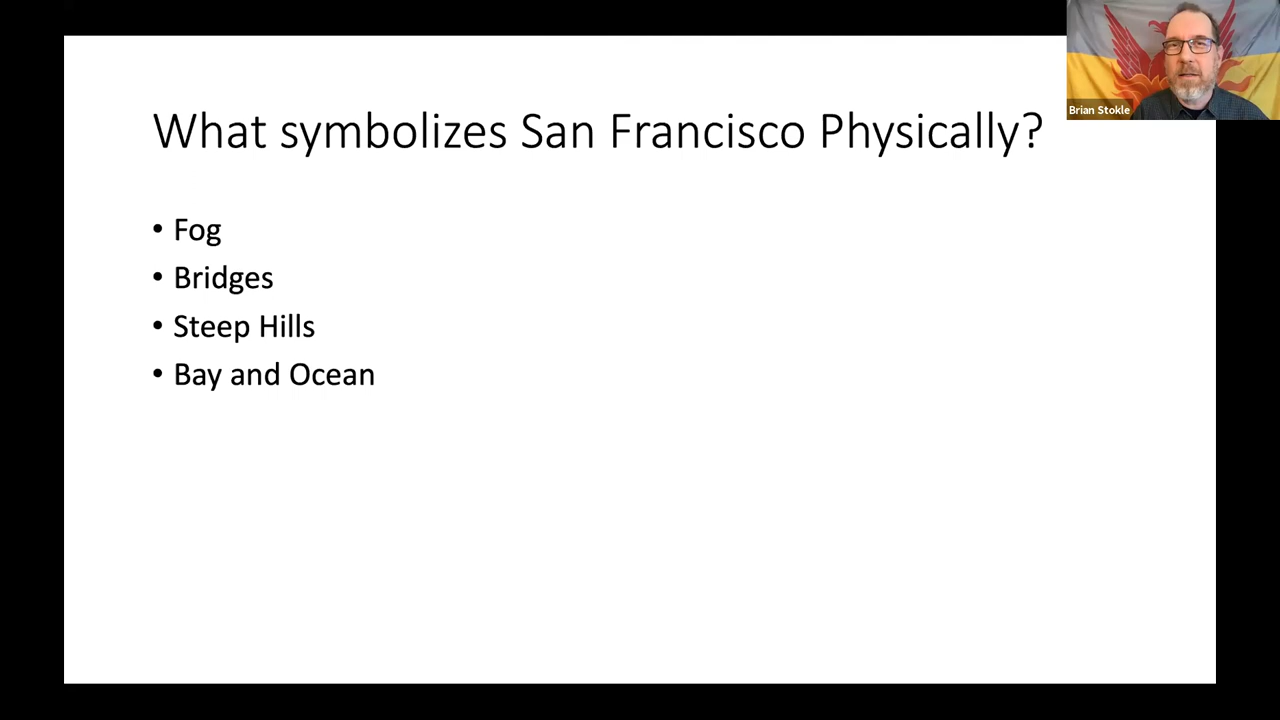 What symbolizes San Francisco Physically?
• Fog
• Bridges
• Steep Hills
• Bay and Ocean
Brian Stokle